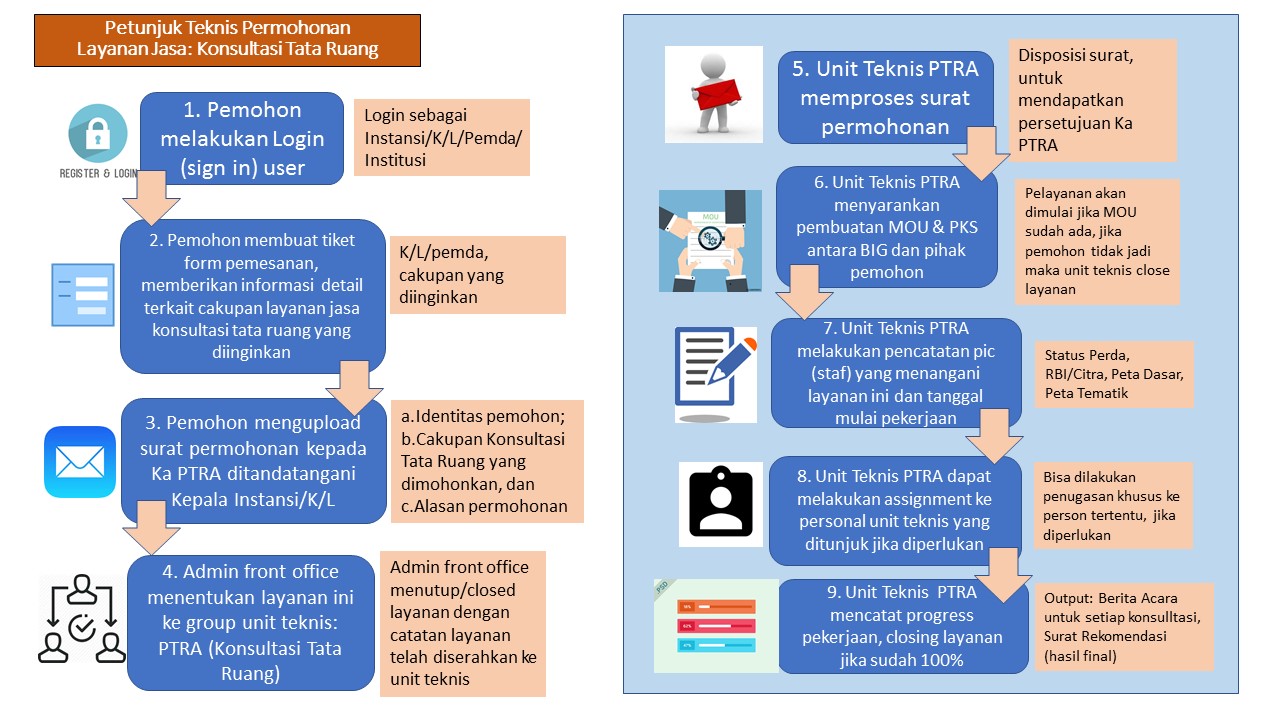 Petunjuk Teknis Permohonan
Layanan Jasa: Konsultasi Tata Ruang
REGISTER & LOGIN
1. Pemohon
melakukan Login
(sign in) user
Login sebagai
Instansi/K/L/Pemda/
Institusi
2. Pemohon membuat tiket
form pemesanan,
memberikan informasi detail
terkait cakupan layanan jasa
konsultasi tata ruang yang
diinginkan
K/L/pemda,
cakupan yang
diinginkan
3. Pemohon mengupload
surat permohonan kepada
Ka PTRA ditandatangani
Kepala Instansi/K/L
a.Identitas pemohon;
b.Cakupan Konsultasi
Tata Ruang yang
dimohonkan, dan
c.Alasan permohonan
4. Admin front office
menentukan layanan ini
ke group unit teknis:
PTRA (Konsultasi Tata
Ruang)
Admin front office
menutup/closed
layanan dengan
catatan layanan
telah diserahkan ke
unit teknis
5. Unit Teknis PTRA
memproses surat
permohonan
Disposisi surat,
untuk
mendapatkan
persetujuan Ka
PTRA
MOU
6. Unit Teknis PTRA
menyarankan
pembuatan MOU & PKS
antara BIG dan pihak
pemohon
Pelayanan akan
dimulai jika MOU
sudah ada, jika
pemohon tidak jadi
maka unit teknis close
layanan
7. Unit Teknis PTRA
melakukan pencatatan pic
(staf) yang menangani
layanan ini dan tanggal
mulai pekerjaan
Status Perda,
RBI/Citra, Peta Dasar,
Peta Tematik
8. Unit Teknis PTRA dapat
melakukan assignment ke
personal unit teknis yang
ditunjuk jika diperlukan
Bisa dilakukan
penugasan khusus ke
person tertentu, jika
diperlukan
PSD
9. Unit Teknis PTRA
mencatat progress
pekerjaan, closing layanan
jika sudah 100%
Output: Berita Acara
untuk setiap konsulltasi,
Surat Rekomendasi
(hasil final)